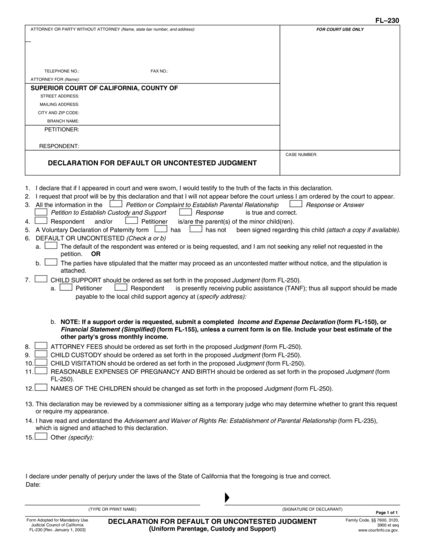 FL–230
ATTORNEY OR PARTY WITHOUT ATTORNEY (Name, state bar number, and address):
FOR COURT USE ONLY
TELEPHONE NO.:
FAX NO.:
ATTORNEY FOR (Name):
SUPERIOR COURT OF CALIFORNIA, COUNTY OF
STREET ADDRESS:
MAILING ADDRESS:
CITY AND ZIP CODE:
BRANCH NAME:
PETITIONER:
RESPONDENT:
DECLARATION FOR DEFAULT OR UNCONTESTED JUDGMENT
CASE NUMBER:
1. I declare that if I appeared in court and were sworn, I would testify to the truth of the facts in this declaration.
2. I request that proof will be by this declaration and that I will not appear before the court unless I am ordered by the court to appear.
3. All the information in the Petition or Complaint to Establish Parental Relationship Response or Answer
Petition to Establish Custody and Support Response is true and correct.
4. Respondent and/or Petitioner is/are the parent(s) of the minor child(ren).
5. A Voluntary Declaration of Paternity form has has not been signed regarding this child (attach a copy if available).
6. DEFAULT OR UNCONTESTED (Check a or b)
a. The default of the respondent was entered or is being requested, and I am not seeking any relief not requested in the
petition. OR
b. The parties have stipulated that the matter may proceed as an uncontested matter without notice, and the stipulation is
attached.
7. CHILD SUPPORT should be ordered as set forth in the proposed Judgment (form FL-250).
a. Petitioner Respondent is presently receiving public assistance (TANF); thus all support should be made
payable to the local child support agency at (specify address):
b. NOTE: If a support order is requested, submit a completed Income and Expense Declaration (form FL-150), or
Financial Statement (Simplified) (form FL-155), unless a current form is on file. Include your best estimate of the
other party's gross monthly income.
8. ATTORNEY FEES should be ordered as set forth in the proposed Judgment (form FL-250).
9. CHILD CUSTODY should be ordered as set forth in the proposed Judgment (form FL-250).
10. CHILD VISITATION should be ordered as set forth in the proposed Judgment (form FL-250).
11. REASONABLE EXPENSES OF PREGNANCY AND BIRTH should be ordered as set forth in the proposed Judgment (form
FL-250).
12. NAMES OF THE CHILDREN should be changed as set forth in the proposed Judgment (form FL-250).
13. This declaration may be reviewed by a commissioner sitting as a temporary judge who may determine whether to grant this request
or require my appearance.
14. I have read and understand the Advisement and Waiver of Rights Re: Establishment of Parental Relationship (form FL-235),
which is signed and attached to this declaration.
15. Other (specify):
I declare under penalty of perjury under the laws of the State of California that the foregoing is true and correct.
Date:
(TYPE OR PRINT NAME)
(SIGNATURE OF DECLARANT)
Page 1 of 1
Form Adopted for Mandatory Use
Judicial Council of California
FL-230 [Rev. January 1, 2003]
DECLARATION FOR DEFAULT OR UNCONTESTED JUDGMENT
(Uniform Parentage, Custody and Support)
Family Code, §§ 7600, 3120,
3900 et seq
www.courtinfo.ca.gov.